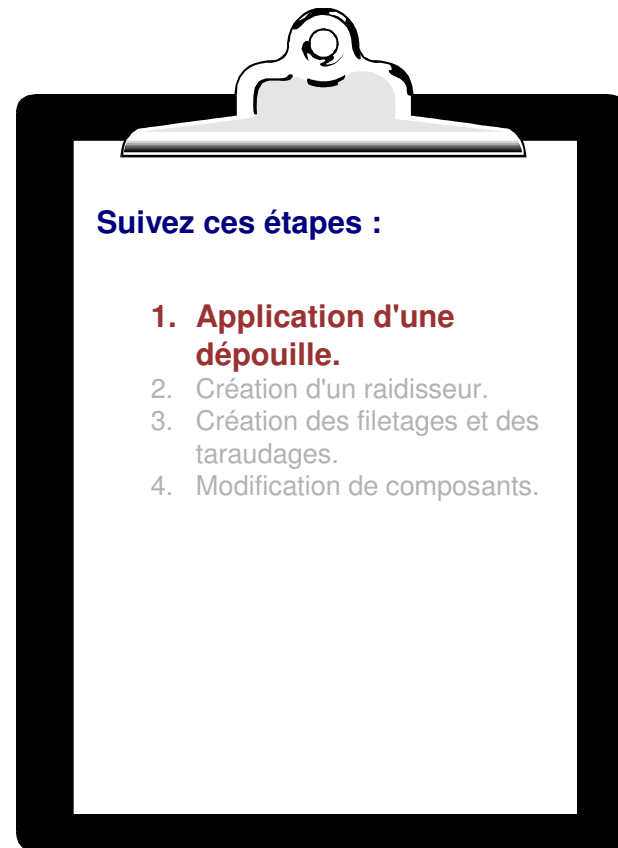 Suivez ces étapes :
1. Application d'une
dépouille.
2. Création d'un raidisseur.
3. Création des filetages et des
taraudages.
4. Modification de composants.